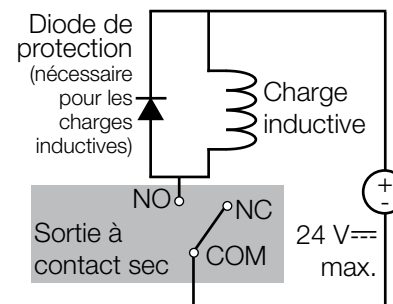 Diode de
protection
(nécessaire
pour les
charges
inductives)
Charge
inductive
NO
NC
COM
Sortie à
contact sec
+
-
24 V⎓
max.